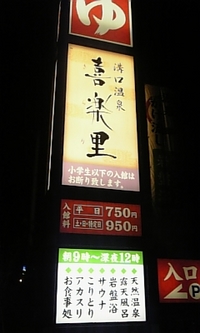 ゆ
溝口温泉
喜楽里
小学生以下の入館は
お断り致します。
入館料
平日 750円
土・日・特定日 950円
朝9時〜深夜12時
天然温泉
露天風呂
岩盤浴
サウナ
こりとり
アカスリ
お食事処
入口
P